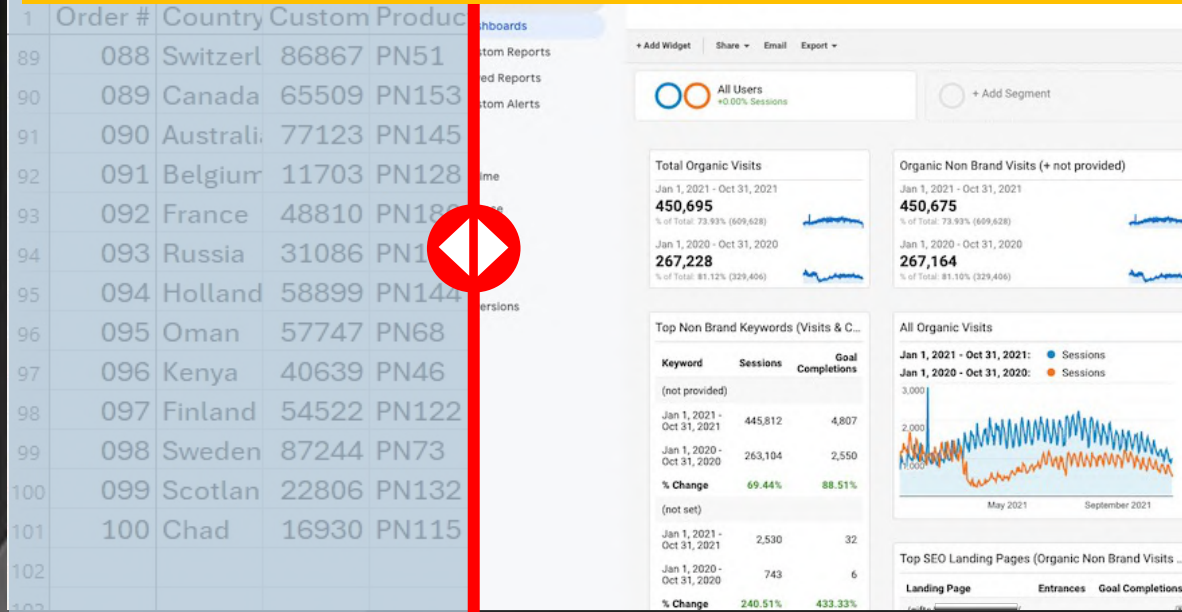 1 Order # Country Custom Produc
89 088 Switzerl 86867 PN51
90 089 Canada 65509 PN153
91 090 Australi 77123 PN145
92 091 Belgium 11703 PN128
93 092 France 48810
94 093 Russia 31086
95 094 Holland 58899 PN144
96 095 Oman 57747 PN68
97 096 Kenya 40639 PN46
98 097 Finland 54522 PN122
99 098 Sweden 87244 PN73
100 099 Scotlan 22806 PN132
101 100 Chad 16930 PN115
102
shboards
stom Reports
ed Reports
stom Alerts
ime
ersions
+ Add Widget Share Email Export
All Users
+0.00% Sessions
+ Add Segment
Total Organic Visits
Jan 1, 2021 - Oct 31, 2021
450,695
% of Total: 73.93% (609,628)
Jan 1, 2020 - Oct 31, 2020
267,228
% of Total: 81.12% (329,406)
Organic Non Brand Visits (+ not provided)
Jan 1, 2021 - Oct 31, 2021
450,675
% of Total: 73.93% (609,628)
Jan 1, 2020 - Oct 31, 2020
267,164
% of Total: 81.10% (329,406)
Top Non Brand Keywords (Visits & C...
Keyword Sessions Goal Completions
(not provided)
Jan 1, 2021 -
Oct 31, 2021 445,812 4,807
Jan 1, 2020 -
Oct 31, 2020 263,104 2,550
% Change 69.44% 88.51%
(not set)
Jan 1, 2021 -
Oct 31, 2021 2,530 32
Jan 1, 2020 -
Oct 31, 2020 743 6
% Change 240.51% 433.33%
All Organic Visits
Jan 1, 2021 - Oct 31, 2021: Sessions
Jan 1, 2020 - Oct 31, 2020: Sessions
3,000
2,000
1,000
May 2021 September 2021
Top SEO Landing Pages (Organic Non Brand Visits ...
Landing Page Entrances Goal Completions